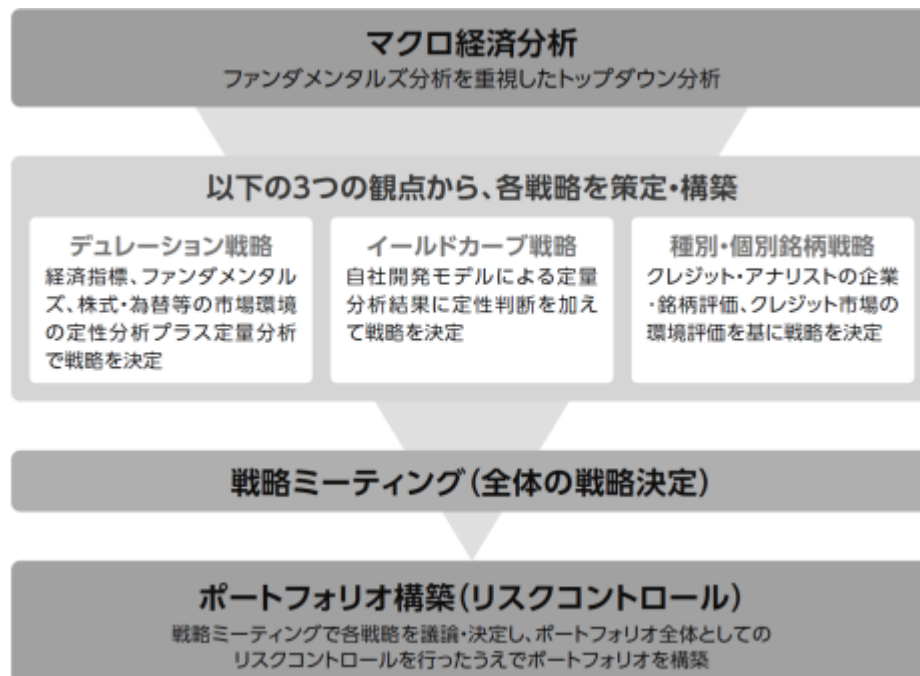 マクロ経済分析
ファンダメンタルズ分析を重視したトップダウン分析
以下の3つの観点から、各戦略を策定・構築
デュレーション戦略
経済指標、ファンダメンタル
ズ、株式・為替等の市場環境
の定性分析プラス定量分析
で戦略を決定
イールドカーブ戦略
自社開発モデルによる定量
分析結果に定性判断を加え
て戦略を決定
種別・個別銘柄戦略
クレジット・アナリストの企業
・銘柄評価、クレジット市場の
環境評価を基に戦略を決定
戦略ミーティング（全体の戦略決定）
ポートフォリオ構築（リスクコントロール）
戦略ミーティングで各戦略を議論・決定し、ポートフォリオ全体としての
リスクコントロールを行ったうえでポートフォリオを構築